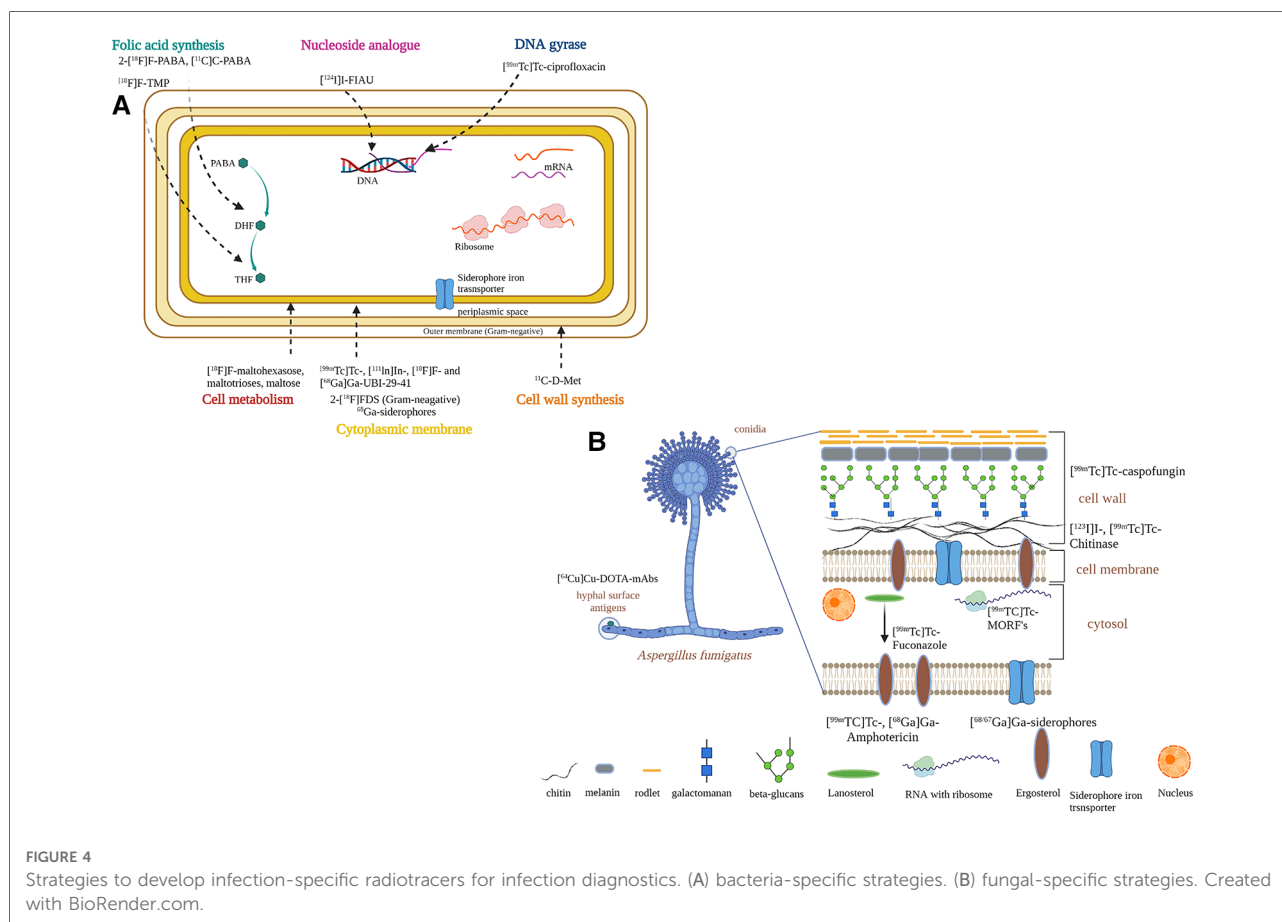 Folic acid synthesis
2-[18F]F-PABA, [11C]C-PABA
[18F]F-TMP
Nucleoside analogue
[124I]I-FIAU
DNA gyrase
[99mTc]Tc-ciprofloxacin
A
PABA
DHF
THF
DNA
mRNA
Ribosome
Siderophore iron
trasnsporter
periplasmic space
Outer membrane (Gram-negative)
[18F]F-maltohexasose,
maltotrioses, maltose
Cell metabolism
[99mTc]Tc-, [111In]In-, [18F]F- and
[68Ga]Ga-UBI-29-41
2-[18F]FDS (Gram-neagative)
68Ga-siderophores
Cytoplasmic membrane
11C-D-Met
Cell wall synthesis
B
conidia
[99mTc]Tc-caspofungin
cell wall
[123I]I-, [99mTc]Tc-
Chitinase
cell membrane
[64Cu]Cu-DOTA-mAbs
hyphal surface
antigens
Aspergillus fumigatus
[99mTC]Tc-
MORF's
cytosol
[99mTc]Tc-
Fuconazole
[99mTC]Tc-, [68Ga]Ga-
Amphotericin
[68/67Ga]Ga-siderophores
chitin
melanin
rodlet
galactomanan
beta-glucans
Lanosterol
RNA with ribosome
Ergosterol
Siderophore iron
trsnsporter
Nucleus
FIGURE 4
Strategies to develop infection-specific radiotracers for infection diagnostics. (A) bacteria-specific strategies. (B) fungal-specific strategies. Created
with BioRender.com.